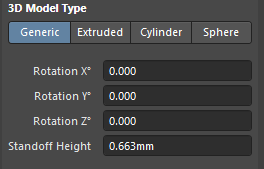 3D Model Type
Generic Extruded Cylinder Sphere
Rotation X° 0.000
Rotation Y° 0.000
Rotation Z° 0.000
Standoff Height 0.663mm